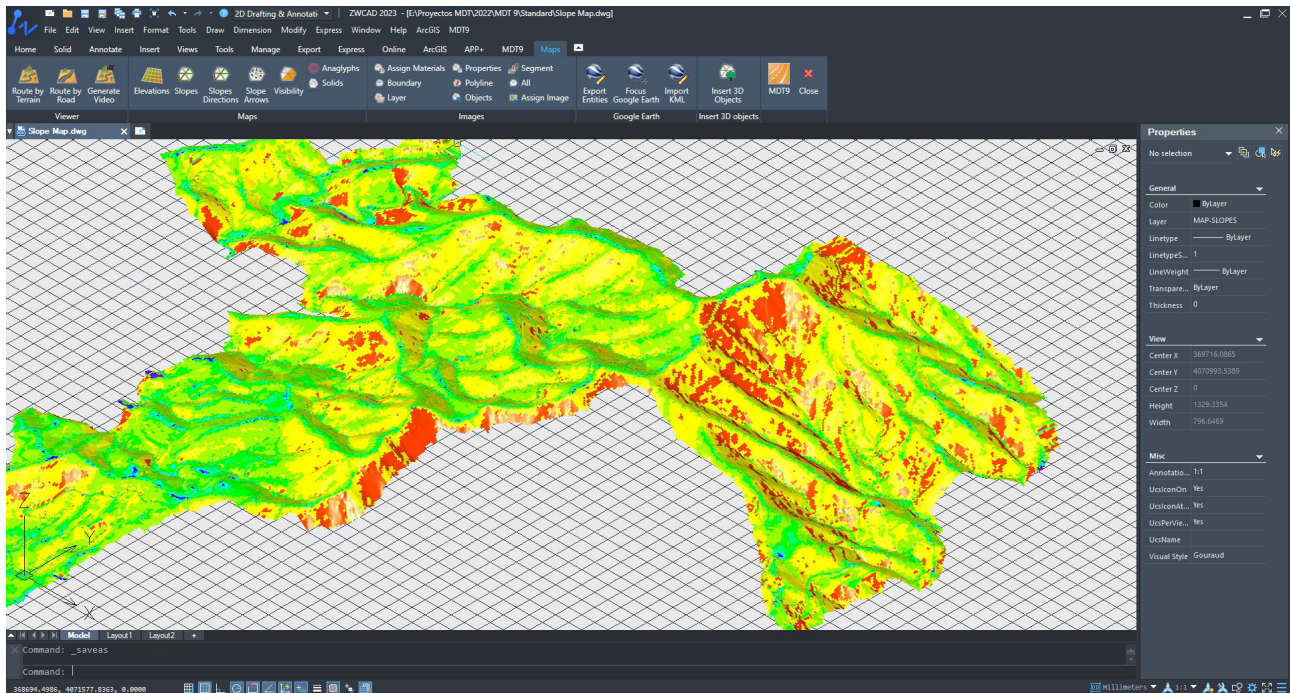 2D Drafting & Annotati ZWCAD 2023 - [E:\Proyectos MDT\2022\MDT 9\Standard\Slope Map.dwg]
File Edit View Insert Format Tools Draw Dimension Modify Express Window Help ArcGIS MDT9
Home Solid Annotate Insert Views Tools Manage Export Express Online ArcGIS APP+ MDT9 Maps
Route by Terrain
Route by Road
Generate Video
Elevations
Slopes
Slopes Directions
Slope Arrows
Visibility
Anaglyphs
Solids
Assign Materials
Boundary
Layer
Properties
Polyline
Objects
Segment
All
Assign Image
Export Entities
Focus Google Earth
Import KML
Insert 3D Objects
MDT9
Close
Viewer Maps Images Google Earth Insert 3D objects
Slope Map.dwg
Z
Y
X
Properties
No selection
General
Color ByLayer
Layer MAP-SLOPES
Linetype ByLayer
LinetypeS... 1
LineWeight ByLayer
Transpare... ByLayer
Thickness 0
View
Center X 369716.0865
Center Y 4070993.5389
Center Z 0
Height 1329.3354
Width 796.6469
Misc
Annotatio... 1:1
UcsIconOn Yes
UcsIconAt... Yes
UcsPerVie... Yes
UcsName
Visual Style Gouraud
Model Layout1 Layout2 +
Command: _saveas
Command:
368694.4986, 4071577.8363, 0.0000 Millimeters 1:1